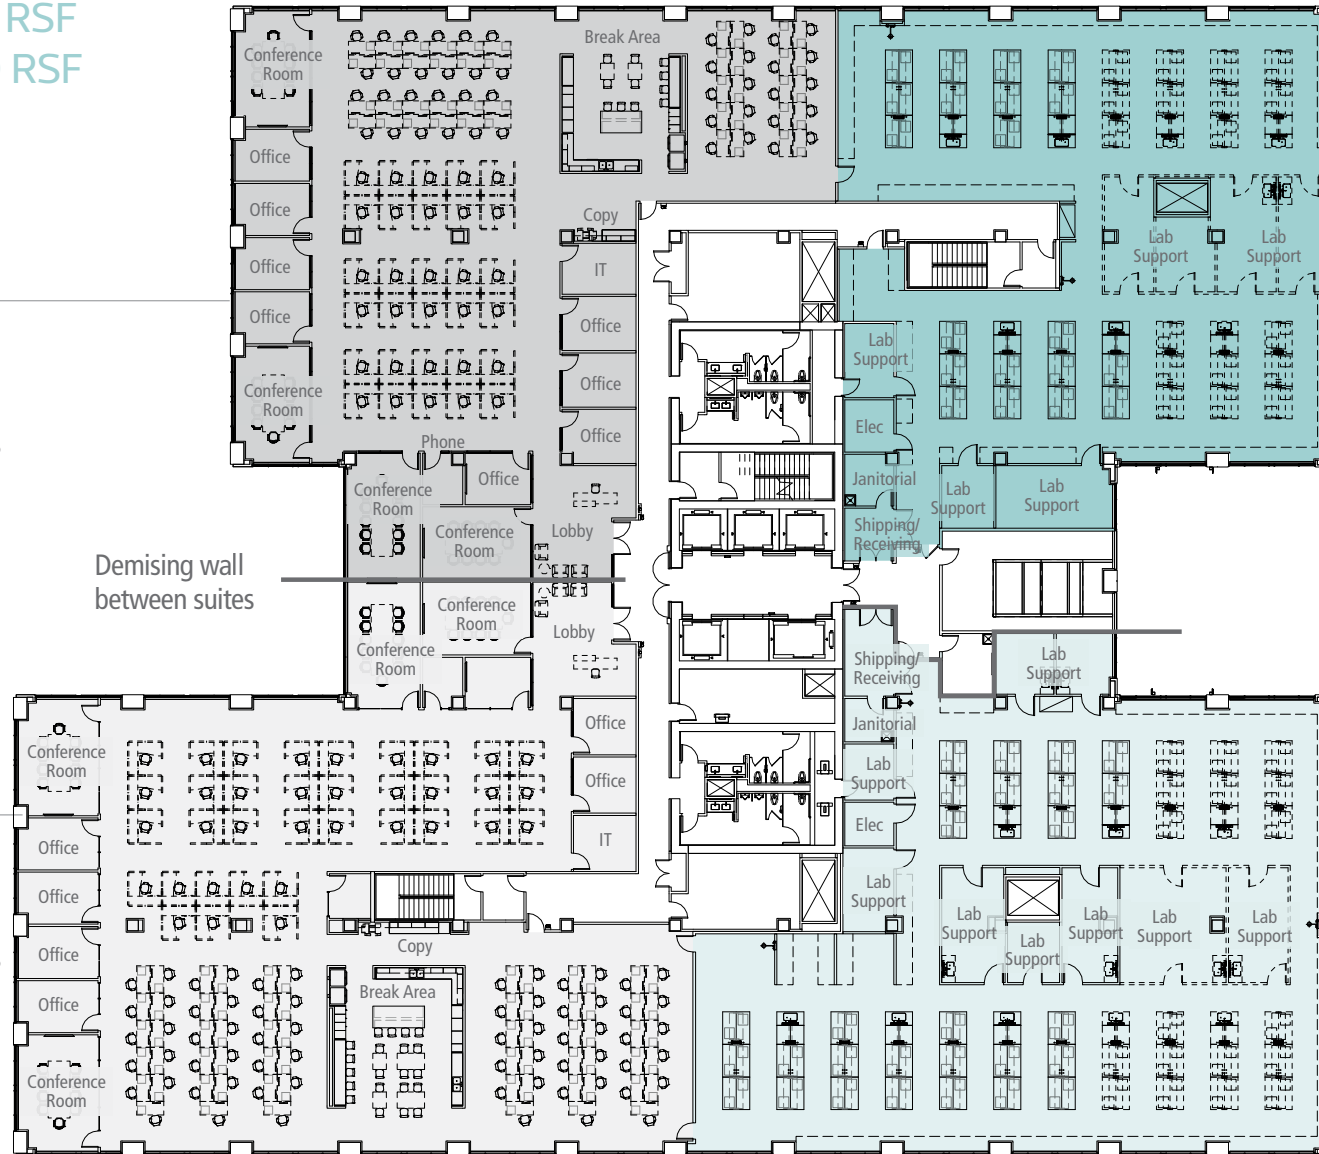 RSF
RSF
Break Area
Conference
Room
Office
Office
Copy
Lab
Support
Lab
Support
Office
IT
Office
Office
Lab
Support
Office
Conference
Room
Elec
Office
Phone
Office
Janitorial
Conference
Room
Lab
Support
Lab
Support
Shipping/
Receiving
Conference
Room
Lobby
Demising wall
between suites
Conference
Room
Lobby
Conference
Room
Shipping/
Receiving
Lab
Support
Office
Janitorial
Conference
Room
Office
Lab
Support
Elec
IT
Office
Office
Lab
Support
Lab
Support
Lab
Support
Lab
Support
Lab
Support
Lab
Support
Copy
Office
Break Area
Office
Conference
Room